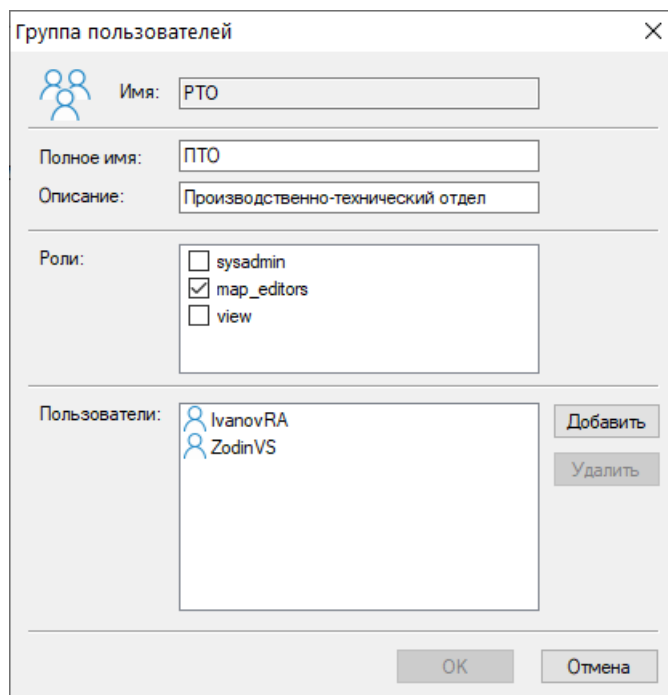 Группа пользователей
Имя: PTO
Полное имя: ПТО
Описание: Производственно-технический отдел
Роли:
sysadmin
map_editors
view
Пользователи:
IvanovRA
ZodinVS
Добавить
Удалить
OK
Отмена